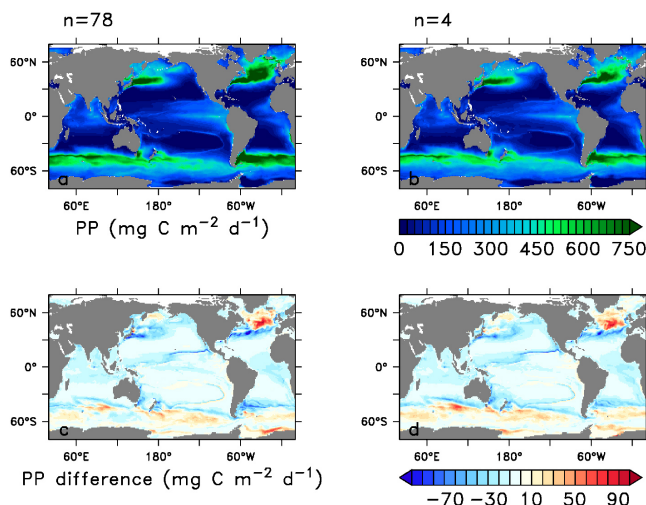 n=78 n=4
60°N 60°N
0° 0°
60°S 60°S
a b
60°E 180° 60°W 60°E 180° 60°W
PP (mg C m−2 d−1)
0 150 300 450 600 750
60°N 60°N
0° 0°
60°S 60°S
c d
60°E 180° 60°W 60°E 180° 60°W
PP difference (mg C m−2 d−1)
−70 −30 10 50 90